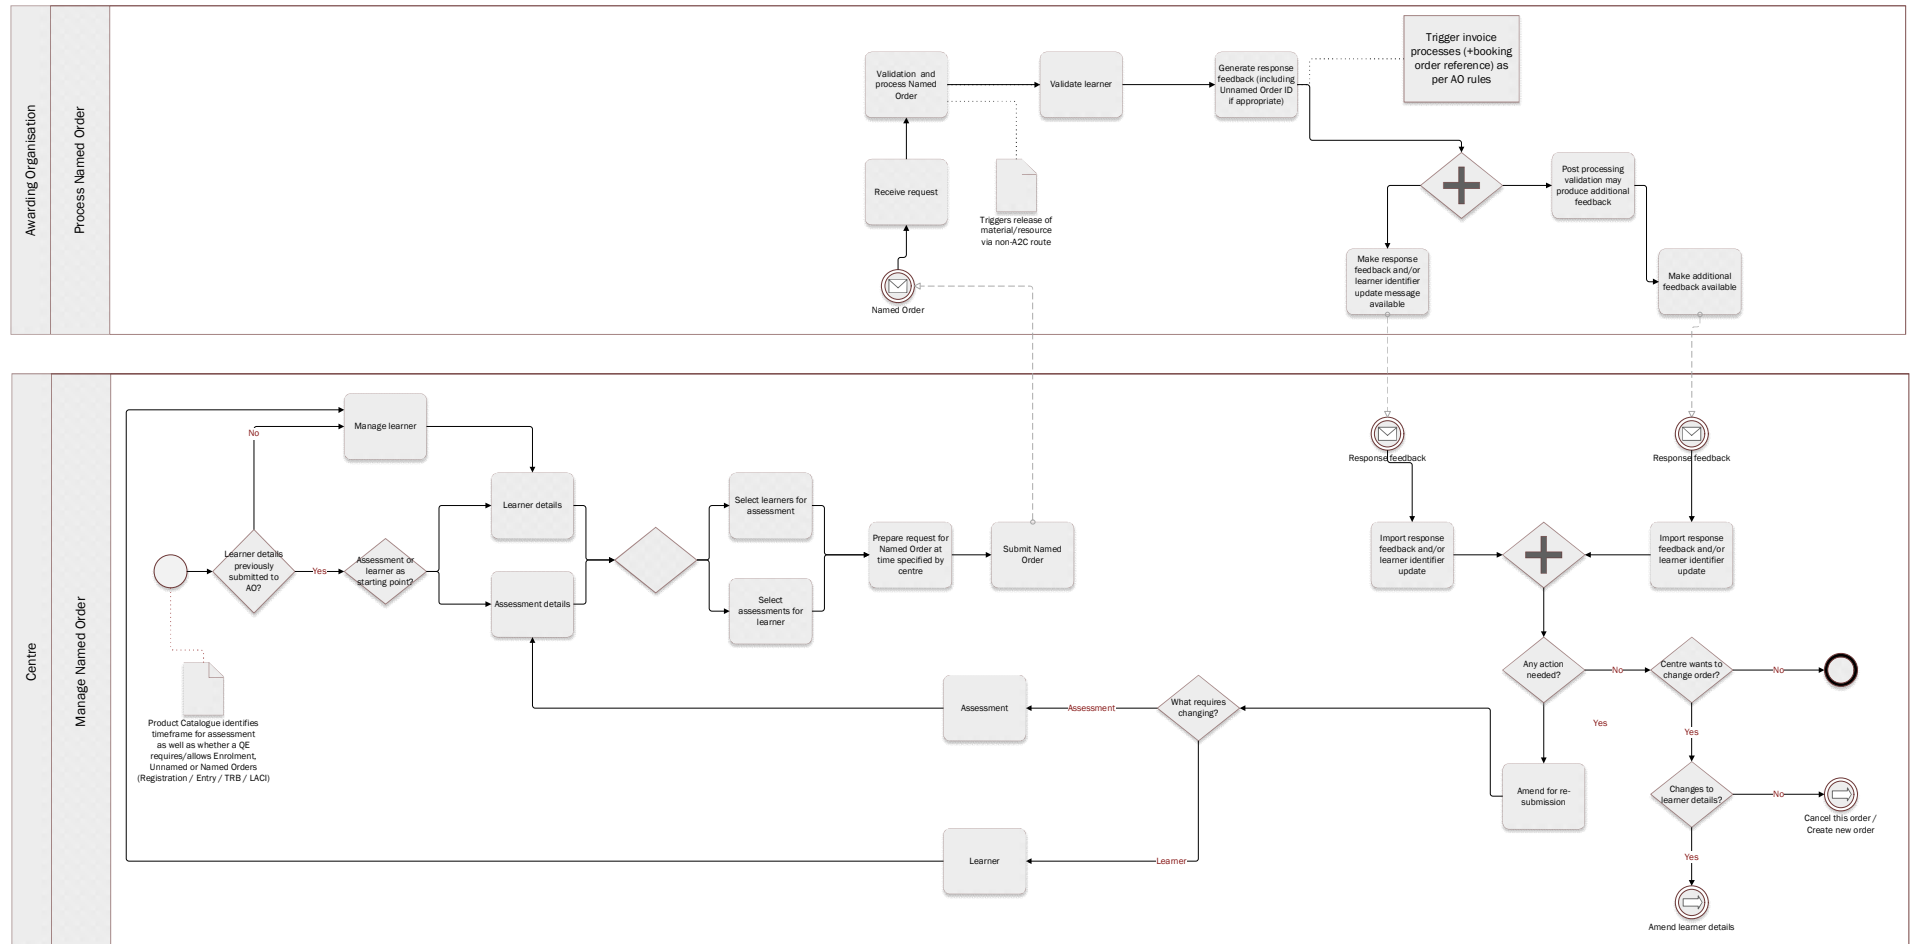 Awarding Organisation
Process Named Order
Validation and
process Named
Order
Validate learner
Generate response
feedback (including
Unnamed Order ID
if appropriate)
Trigger invoice
processes (+booking
order reference) as
per AO rules
Receive request
Triggers release of
material/resource
via non-A2C route
Named Order
Post processing
validation may
produce additional
feedback
Make response
feedback and/or
learner identifier
update message
available
Make additional
feedback available
Centre
Manage Named Order
Manage learner
No
Learner details
previously
submitted to
AO?
Yes
Assessment or
learner as
starting point?
Learner details
Assessment details
Select learners for
assessment
Select
assessments for
learner
Prepare request for
Named Order at
time specified by
centre
Submit Named
Order
Response feedback
Response feedback
Import response
feedback and/or
learner identifier
update
Import response
feedback and/or
learner identifier
update
Product Catalogue identifies
timeframe for assessment
as well as whether a QE
requires/allows Enrolment,
Unnamed or Named Orders
(Registration / Entry / TRB / LACI)
Any action
needed?
No
Centre wants to
change order?
No
Yes
Yes
Assessment
Assessment
What requires
changing?
Amend for re-
submission
Changes to
learner details?
No
Cancel this order /
Create new order
Learner
Learner
Yes
Amend learner details